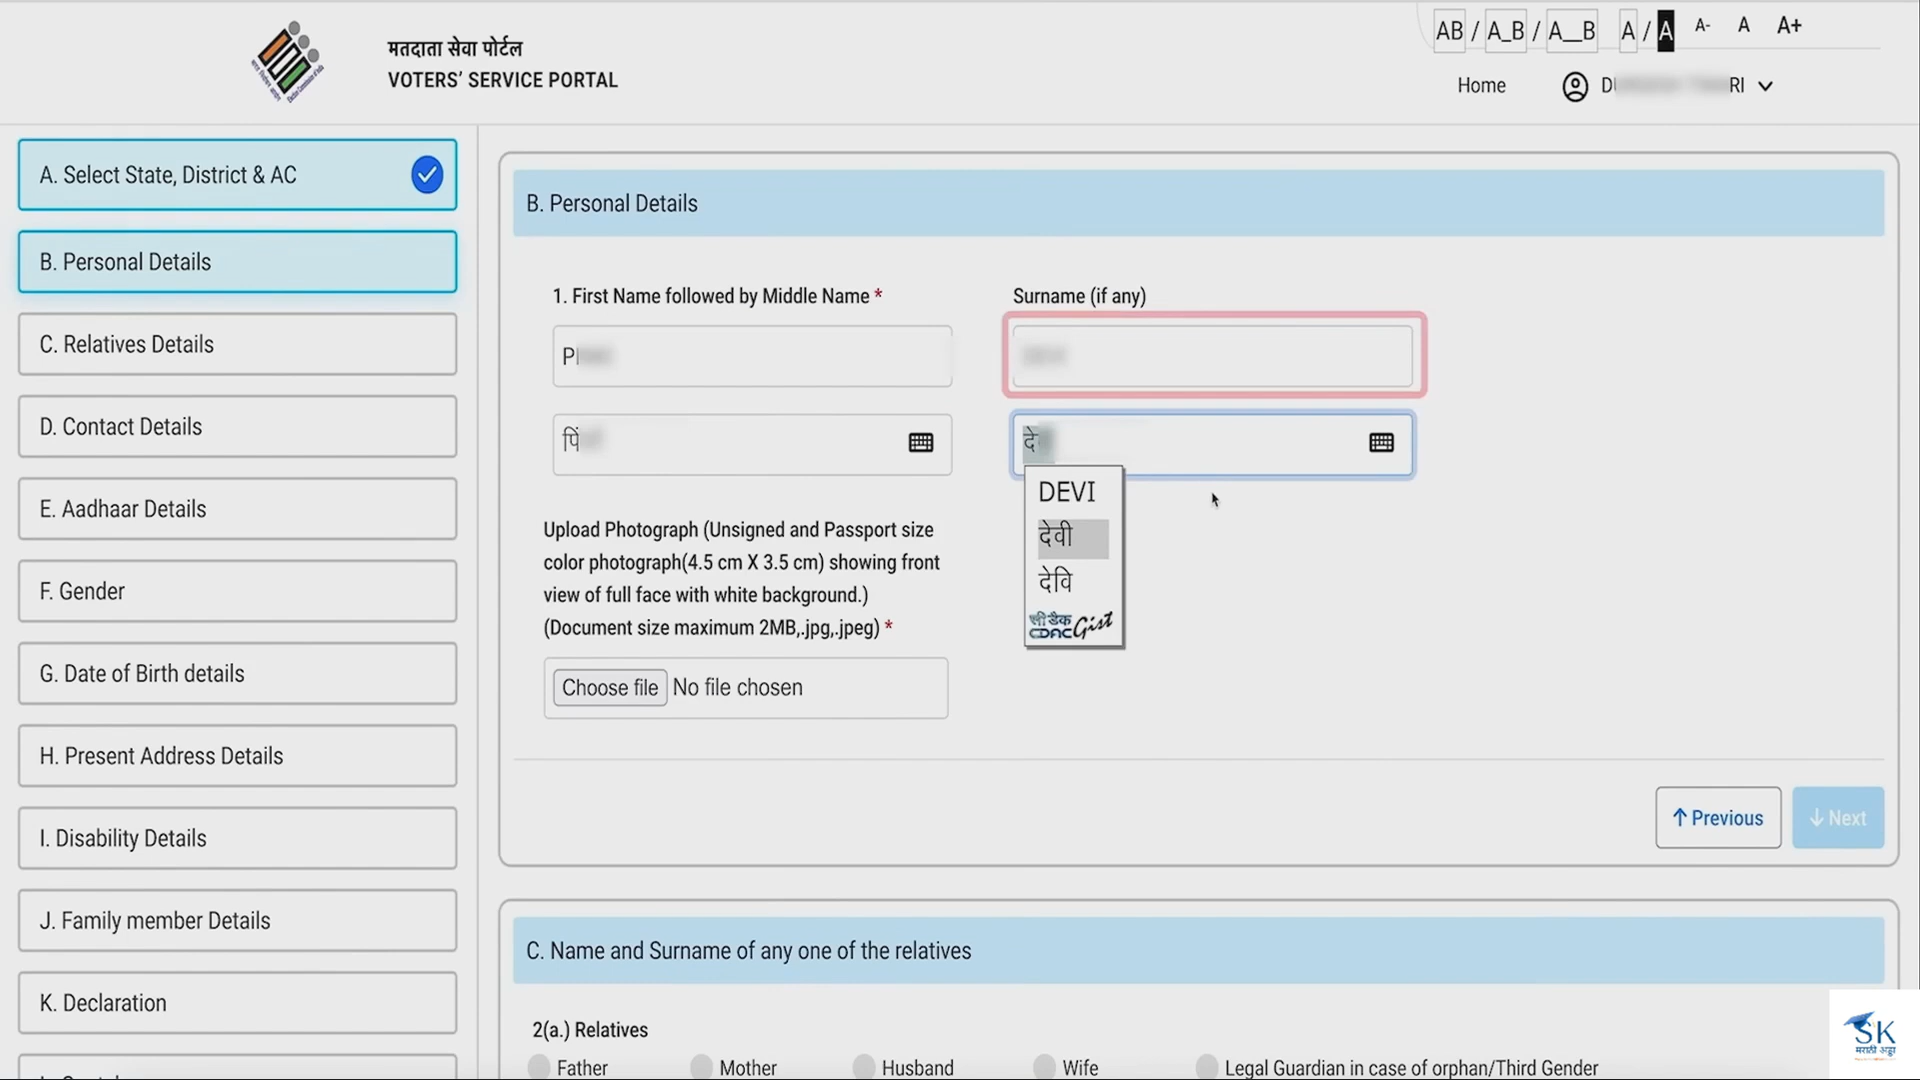 AB / A_B / A__B A / A A- A A+
मतदाता सेवा पोर्टल
VOTERS' SERVICE PORTAL
Home
A. Select State, District & AC
B. Personal Details
C. Relatives Details
D. Contact Details
E. Aadhaar Details
F. Gender
G. Date of Birth details
H. Present Address Details
I. Disability Details
J. Family member Details
K. Declaration
B. Personal Details
1. First Name followed by Middle Name *
Surname (if any)
DEVI
देवी
देवि
सीडैक
CDAC Gist
Upload Photograph (Unsigned and Passport size
color photograph(4.5 cm X 3.5 cm) showing front
view of full face with white background.)
(Document size maximum 2MB,.jpg,.jpeg) *
Choose file No file chosen
Previous
Next
C. Name and Surname of any one of the relatives
2(a.) Relatives
Father Mother Husband Wife Legal Guardian in case of orphan/Third Gender
SK
मराठी अड्डा